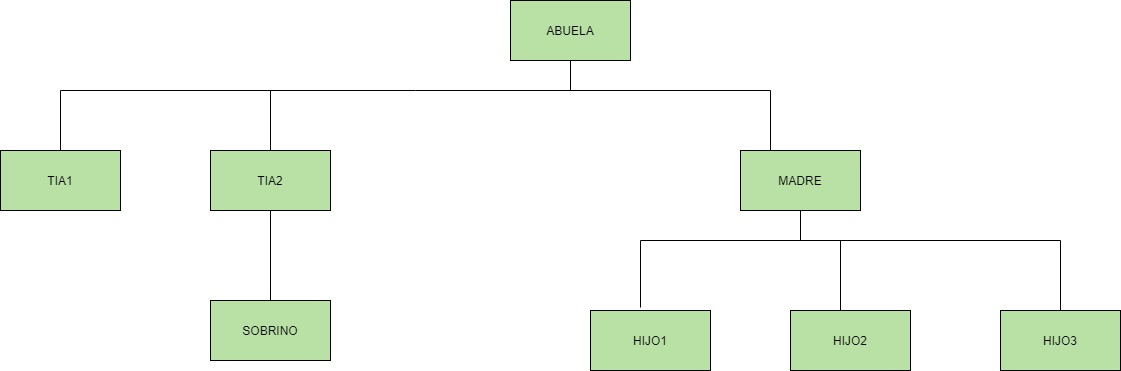 ABUELA
TIA1
TIA2
MADRE
SOBRINO
HIJO1
HIJO2
HIJO3